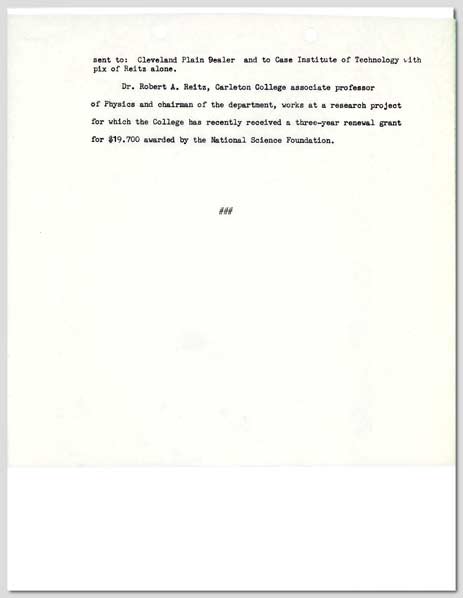 sent to: Cleveland Plain 9ealer and to Case Institute of Technology with
pix of Reitz alone.
Dr. Robert A. Reitz, Carleton College associate professor
of Physics and chairman of the department, works at a research project
for which the College has recently received a three-year renewal grant
for $19.700 awarded by the National Science Foundation.
###